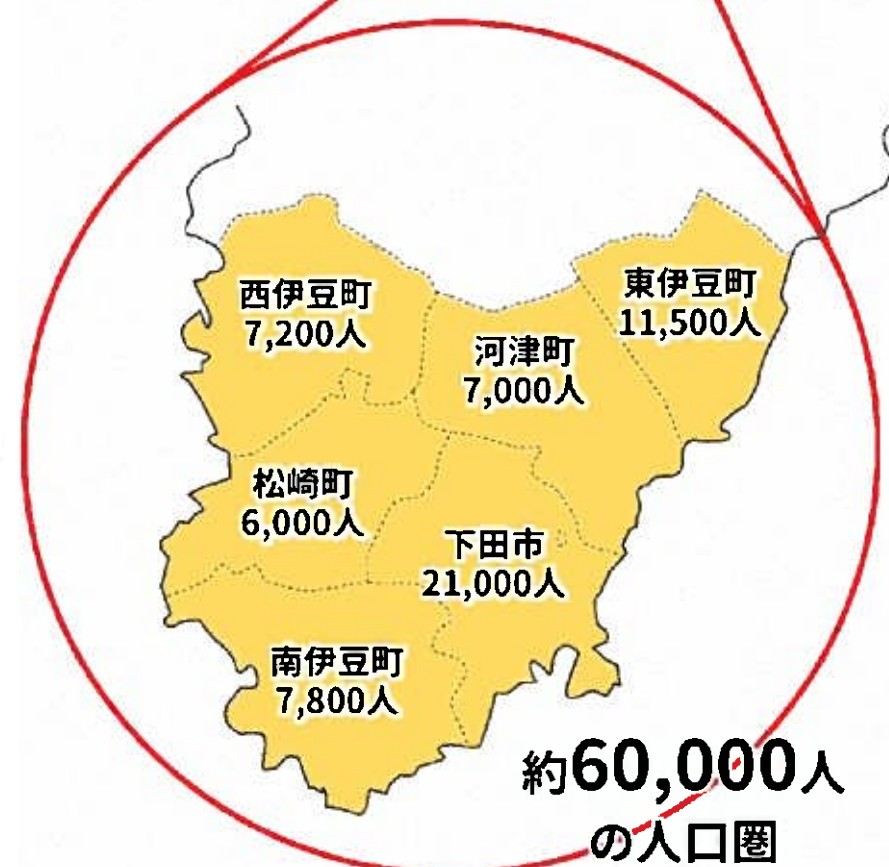 西伊豆町
7,200人
東伊豆町
11,500人
河津町
7,000人
松崎町
6,000人
下田市
21,000人
南伊豆町
7,800人
約60,000人
の人口圏